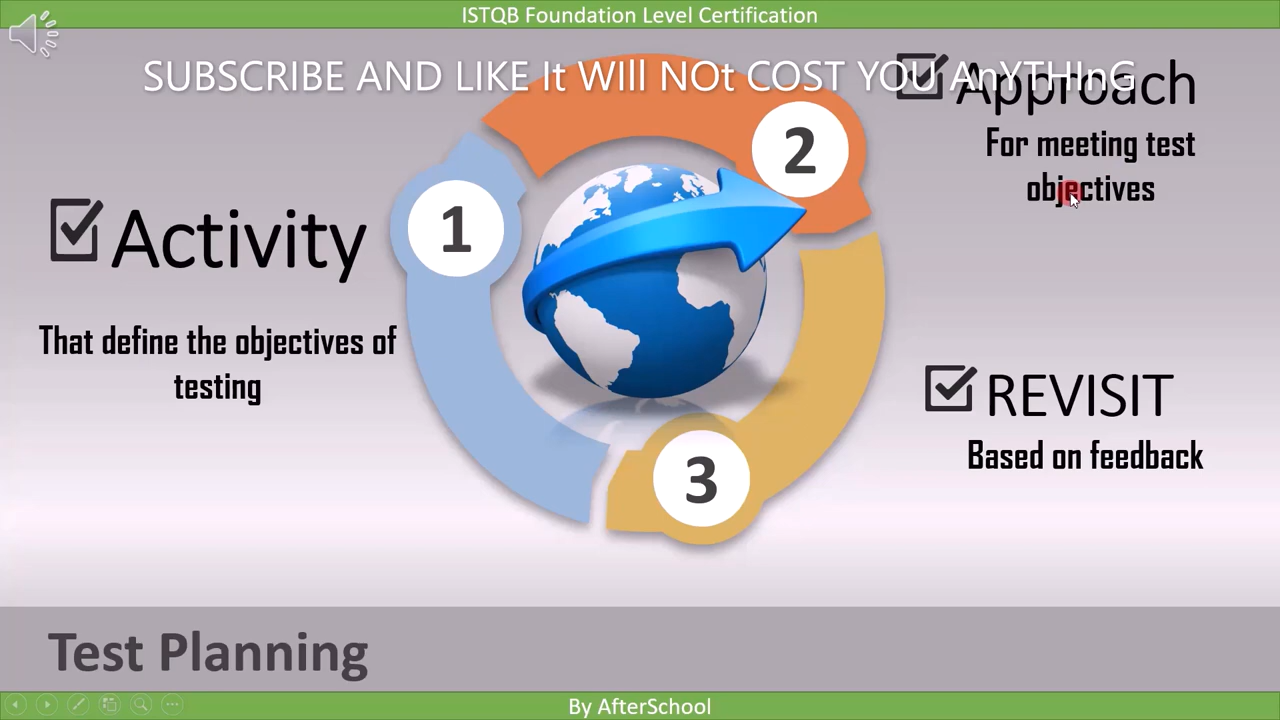 ISTQB Foundation Level Certification
SUBSCRIBE AND LIKE It WIll NOt COST YOU AnYTHInG
Approach
For meeting test
objectives
1
2
Activity
That define the objectives of
testing
REVISIT
Based on feedback
3
Test Planning
By AfterSchool